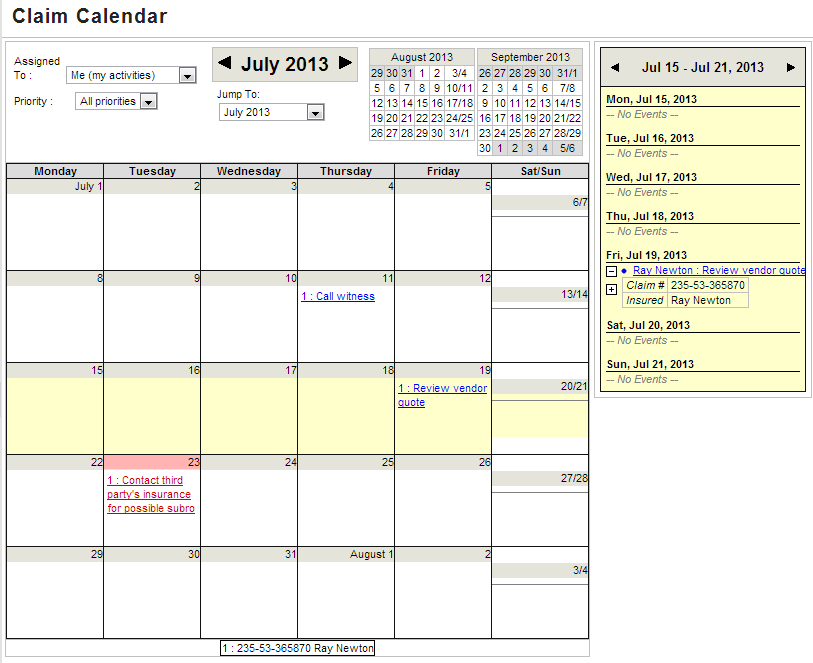 Claim Calendar
Assigned
To :
Me (my activities)
Priority :
All priorities
July 2013
Jump To:
July 2013
August 2013
29 30 31 1 2 3/4
5 6 7 8 9 10/11
12 13 14 15 16 17/18
19 20 21 22 23 24/25
26 27 28 29 30 31/1
September 2013
26 27 28 29 30 31/1
2 3 4 5 6 7/8
9 10 11 12 13 14/15
16 17 18 19 20 21/22
23 24 25 26 27 28/29
30 1 2 3 4 5/6
Monday Tuesday Wednesday Thursday Friday Sat/Sun
July 1 2 3 4 5
6/7
8 9 10 11 12
13/14
1 : Call witness
15 16 17 18 19
20/21
1 : Review vendor
quote
22 23 24 25 26
27/28
1 : Contact third
party's insurance
for possible subro
29 30 31 August 1 2
3/4
1 : 235-53-365870 Ray Newton
Jul 15 - Jul 21, 2013
Mon, Jul 15, 2013
-- No Events --
Tue, Jul 16, 2013
-- No Events --
Wed, Jul 17, 2013
-- No Events --
Thu, Jul 18, 2013
-- No Events --
Fri, Jul 19, 2013
Ray Newton : Review vendor quote
Claim # 235-53-365870
Insured Ray Newton
Sat, Jul 20, 2013
-- No Events --
Sun, Jul 21, 2013
-- No Events --